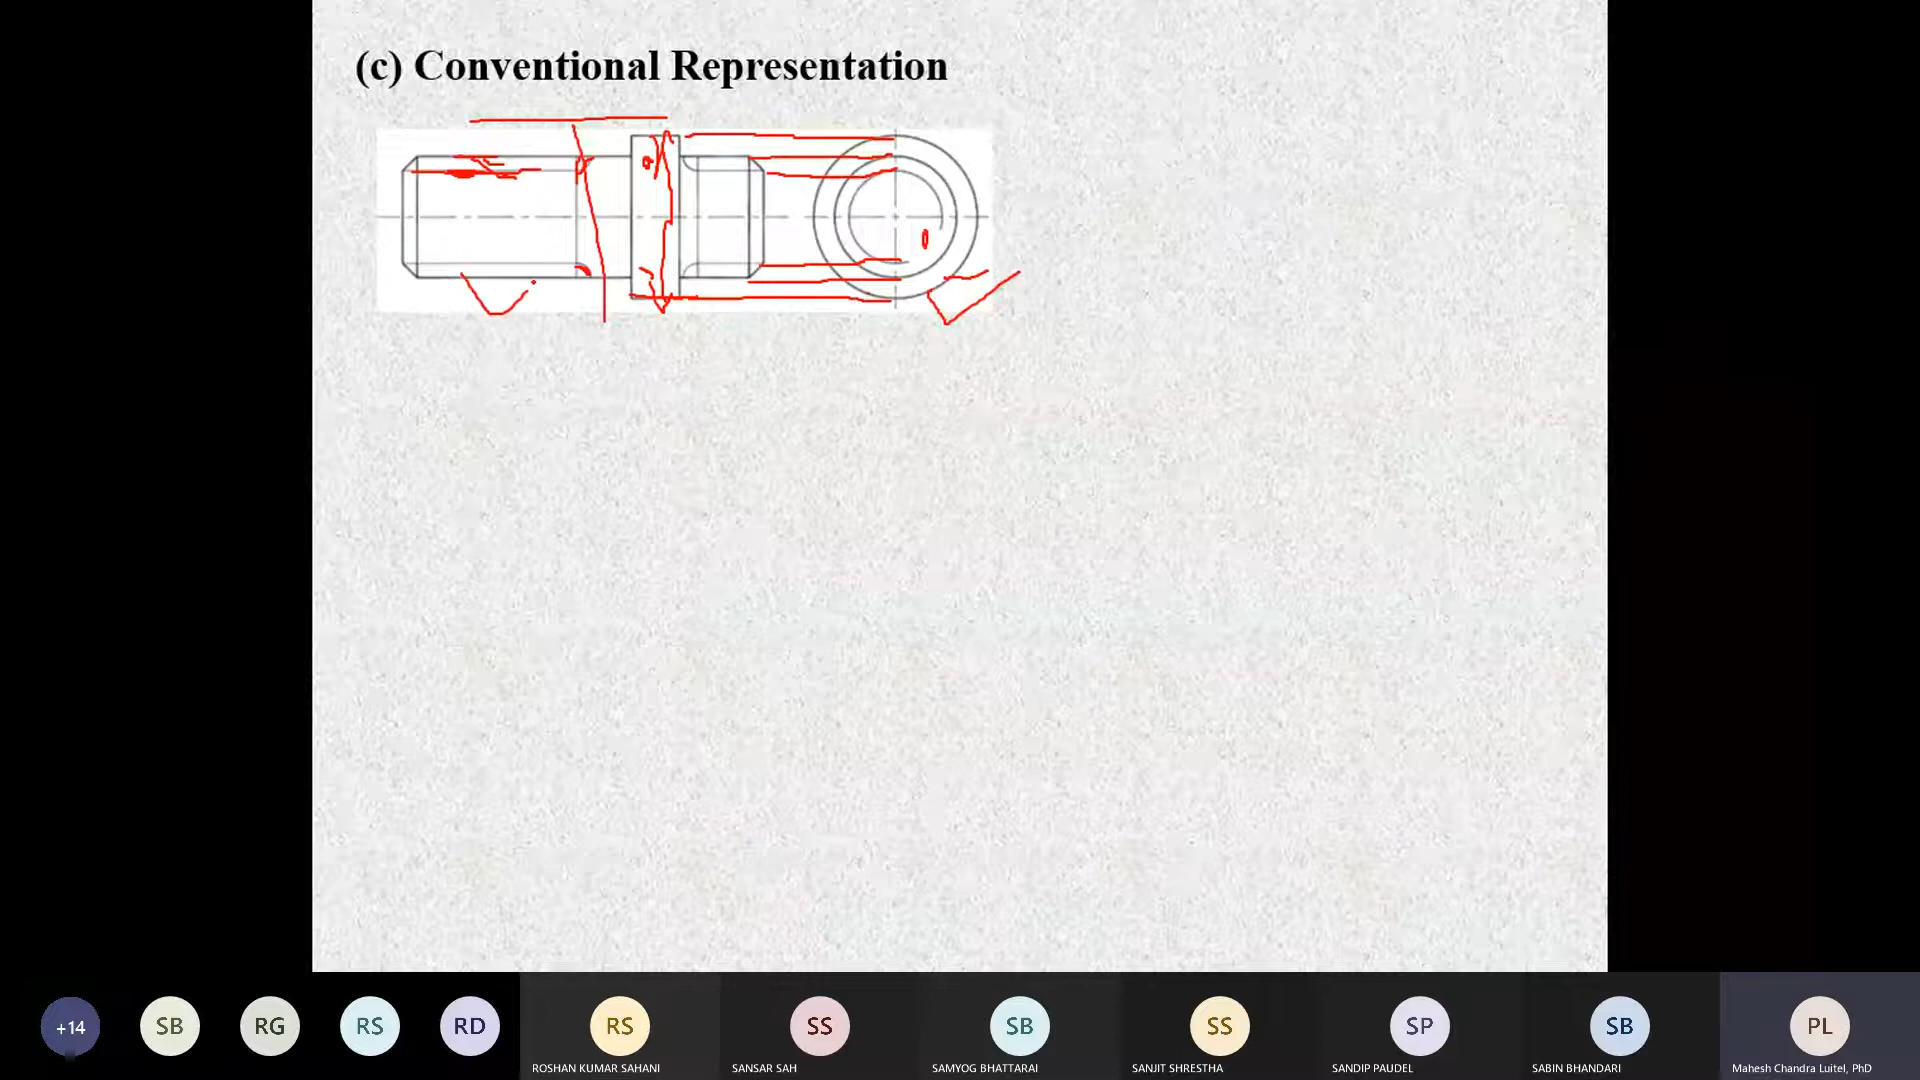 (c) Conventional Representation
+14
SB
RG
RS
RD
RS
SS
SB
SS
SP
SB
PL
ROSHAN KUMAR SAHANI
SANSAR SAH
SAMYOG BHATTARAI
SANJIT SHRESTHA
SANDIP PAUDEL
SABIN BHANDARI
Mahesh Chandra Luitel, PhD